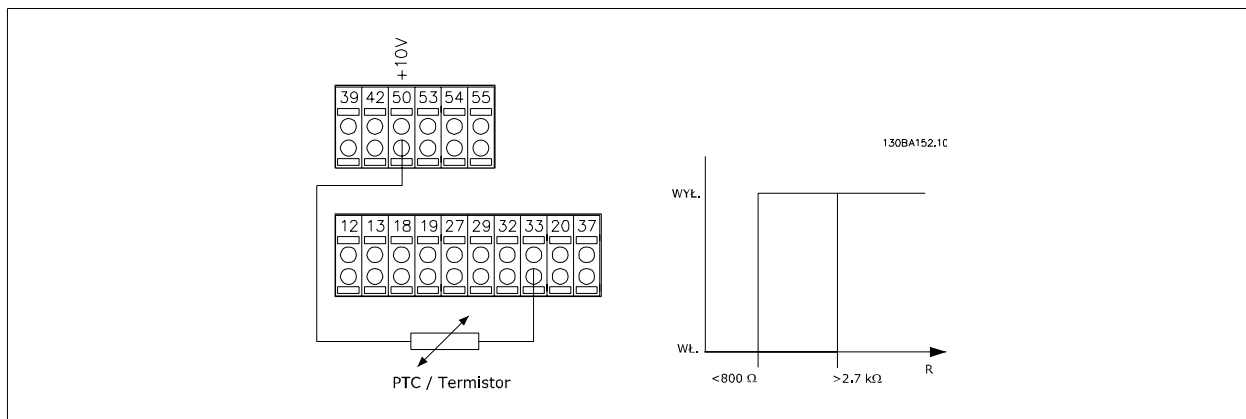 +10V
39 42 50 53 54 55
12 13 18 19 27 29 32 33 20 37
PTC / Termistor
130BA152.10
WYŁ.
WŁ.
<800 Ω >2.7 kΩ R